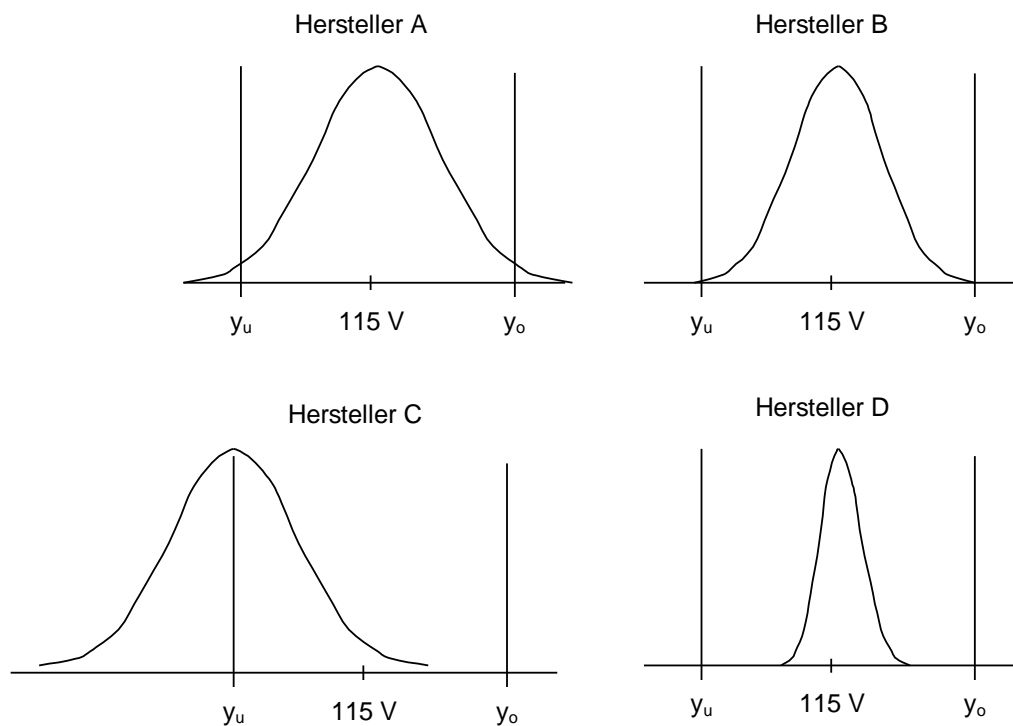 Hersteller A
Hersteller B
yu 115 V yo
yu 115 V yo
Hersteller C
Hersteller D
yu 115 V yo
yu 115 V yo